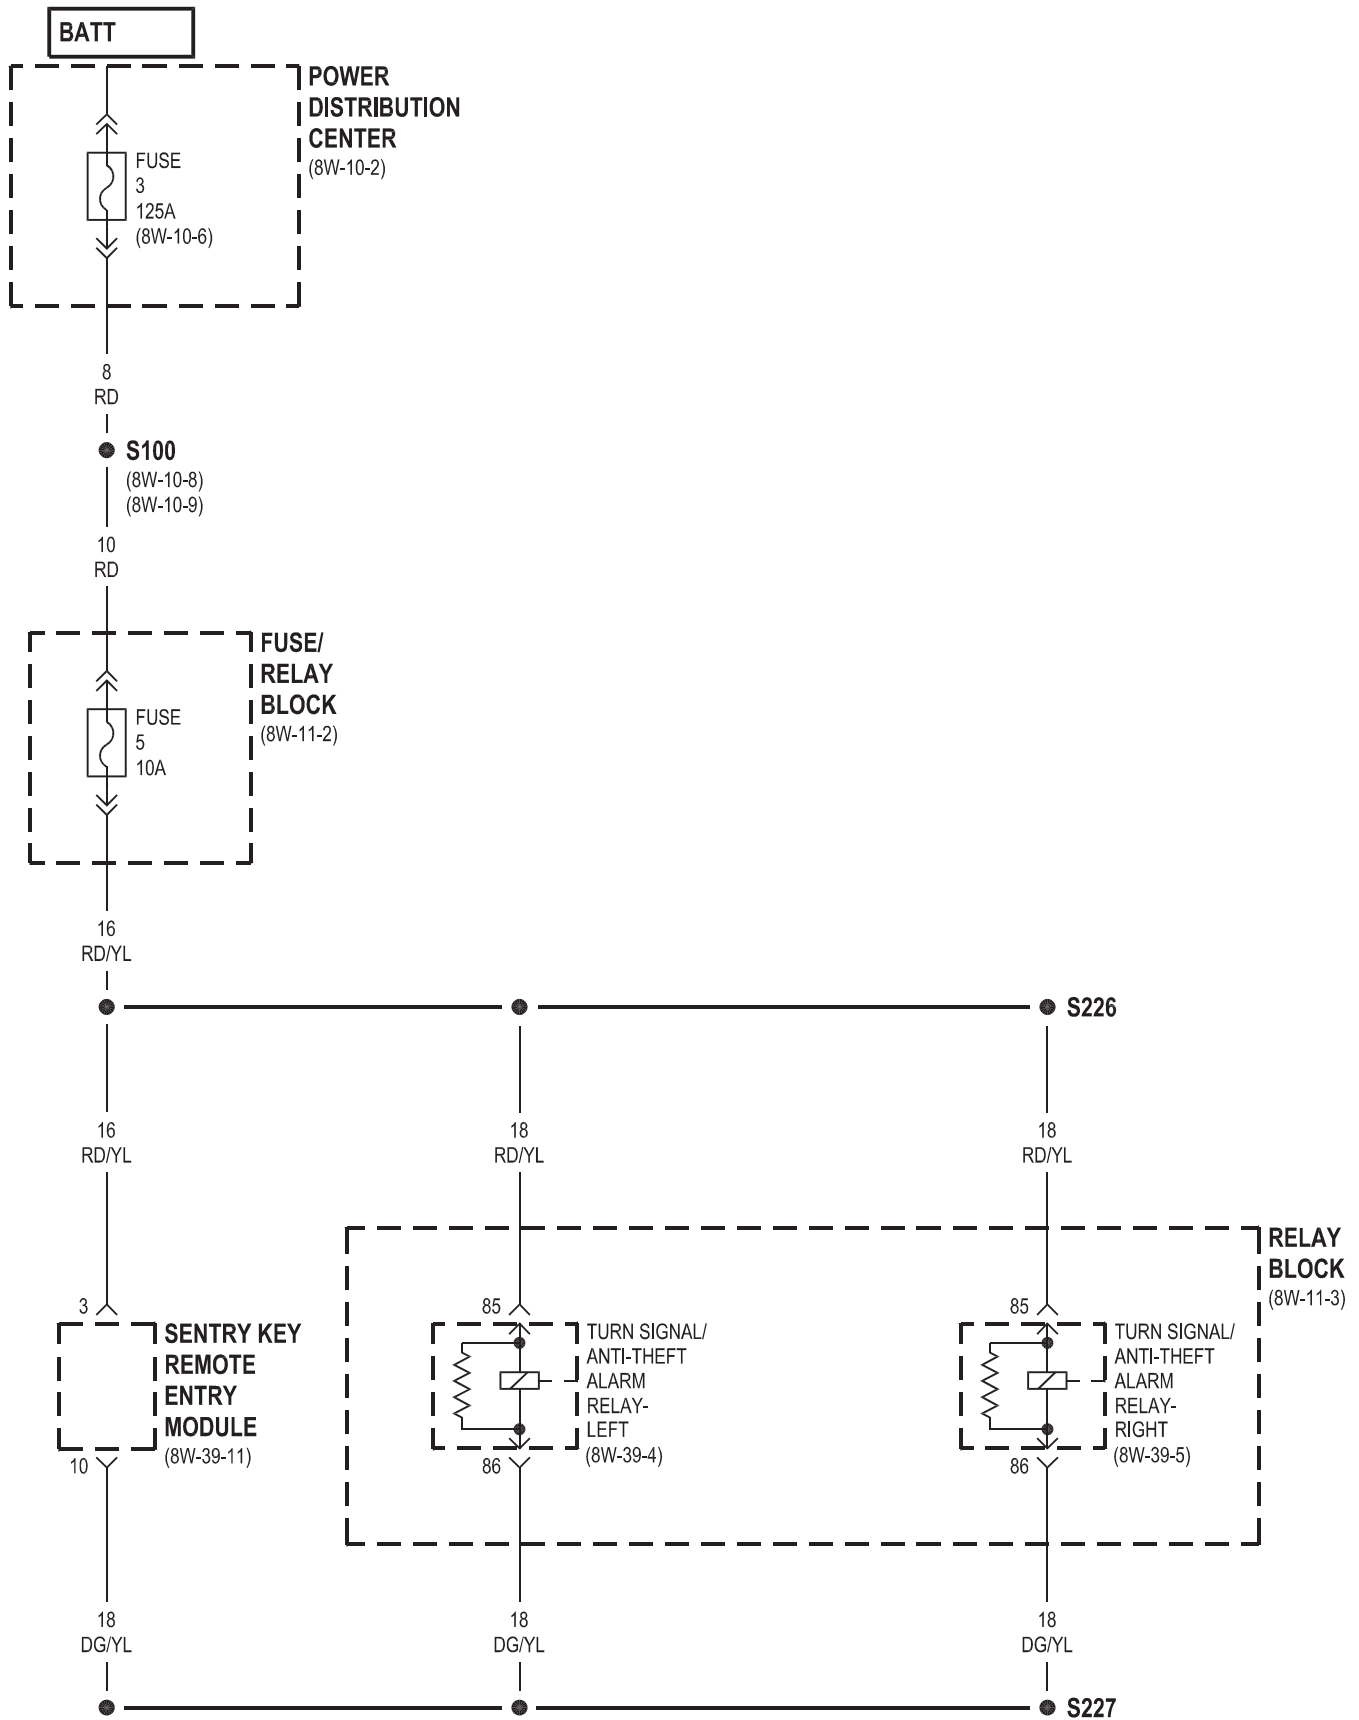 BATT
POWER
DISTRIBUTION
CENTER
(8W-10-2)
FUSE
3
125A
(8W-10-6)
8
RD
S100
(8W-10-8)
(8W-10-9)
10
RD
FUSE/
RELAY
BLOCK
(8W-11-2)
FUSE
5
10A
16
RD/YL
S226
16
RD/YL
18
RD/YL
18
RD/YL
RELAY
BLOCK
(8W-11-3)
3
SENTRY KEY
REMOTE
ENTRY
MODULE
(8W-39-11)
10
85
TURN SIGNAL/
ANTI-THEFT
ALARM
RELAY-
LEFT
(8W-39-4)
86
85
TURN SIGNAL/
ANTI-THEFT
ALARM
RELAY-
RIGHT
(8W-39-5)
86
18
DG/YL
18
DG/YL
18
DG/YL
S227